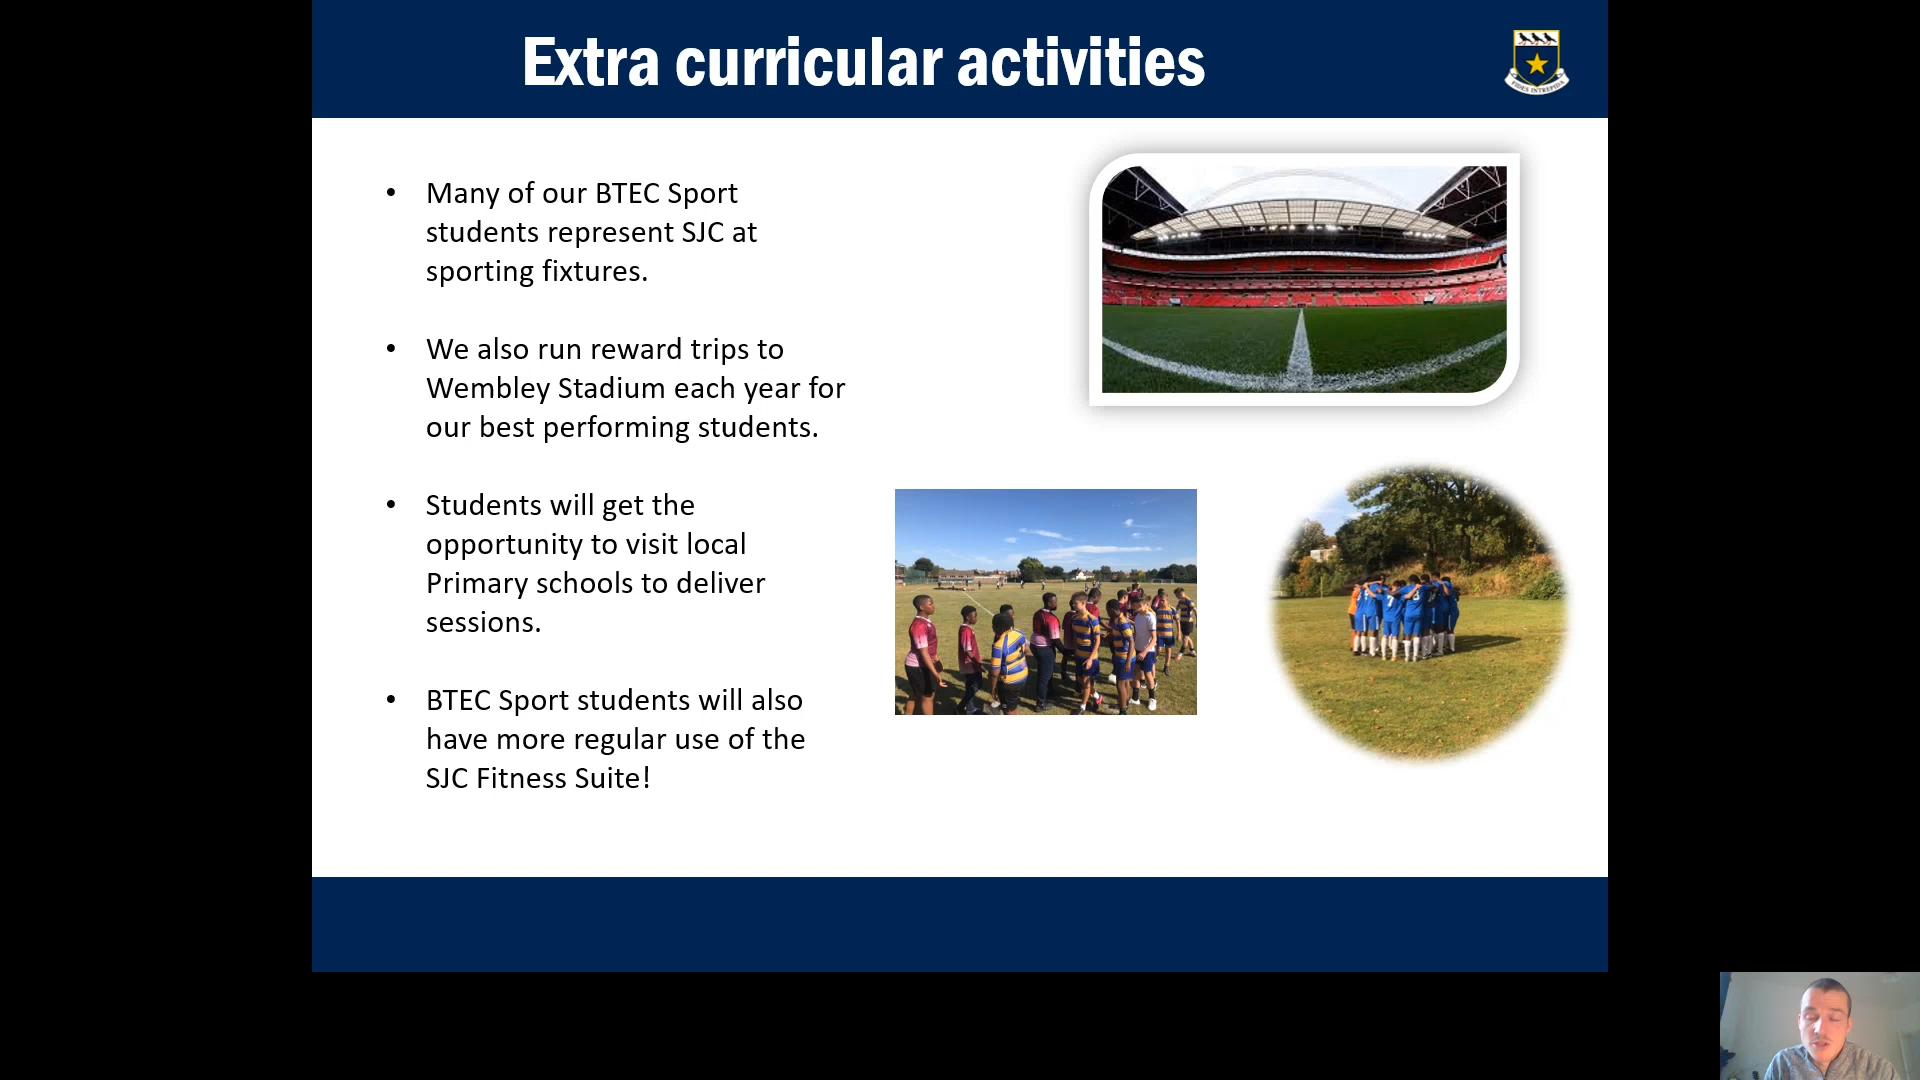 Extra curricular activities
FIDES INTREPIDA
• Many of our BTEC Sport
students represent SJC at
sporting fixtures.
• We also run reward trips to
Wembley Stadium each year for
our best performing students.
• Students will get the
opportunity to visit local
Primary schools to deliver
sessions.
• BTEC Sport students will also
have more regular use of the
SJC Fitness Suite!